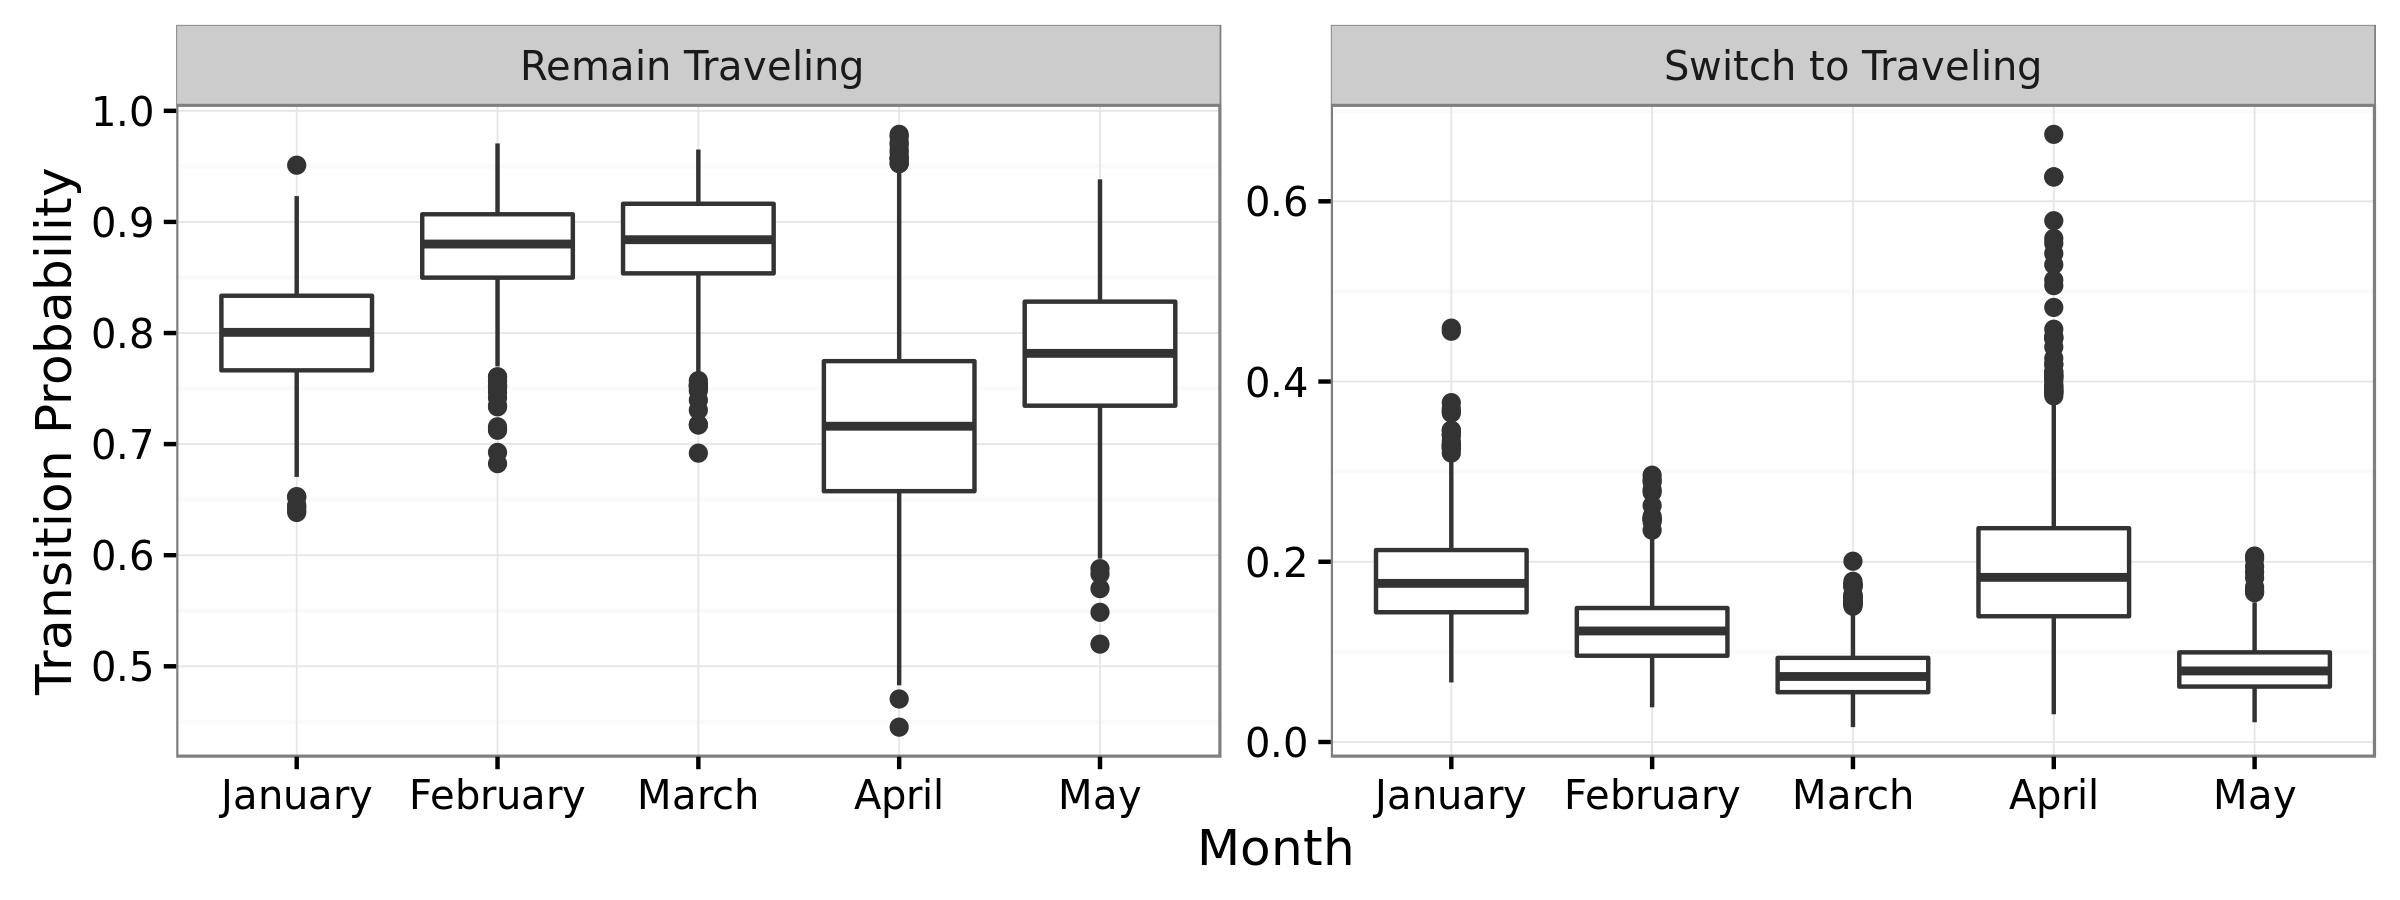 Remain Traveling
Switch to Traveling
Transition Probability
1.0
0.9
0.8
0.7
0.6
0.5
0.6
0.4
0.2
0.0
January February March April May
January February March April May
Month